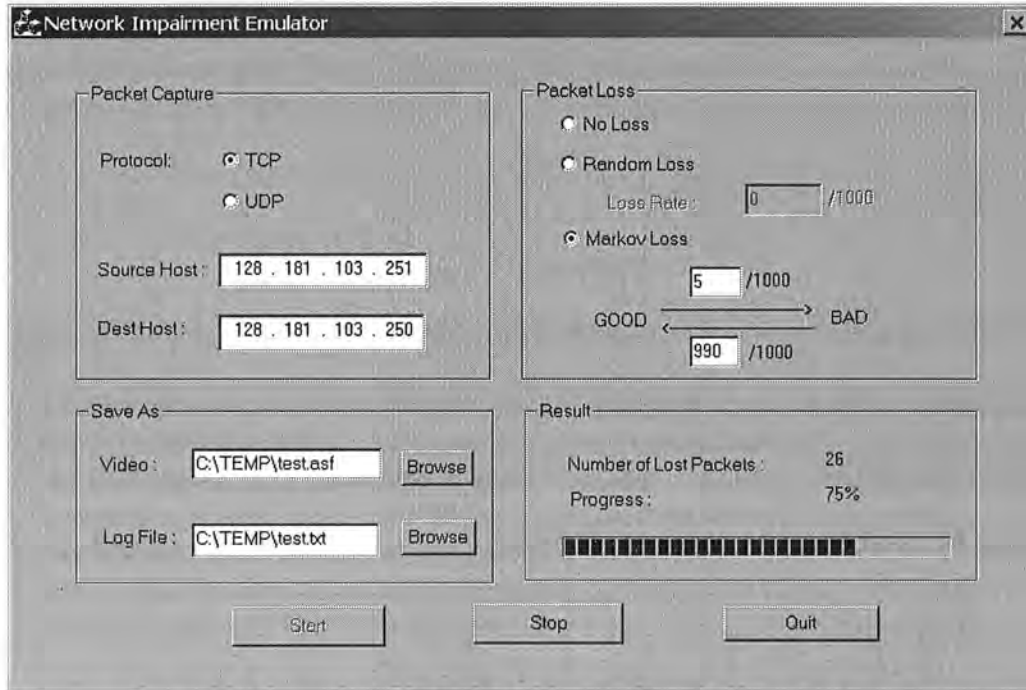 Network Impairment Emulator
Packet Capture
Protocol: TCP
UDP
Source Host : 128 . 181 . 103 . 251
Dest Host : 128 . 181 . 103 . 250
Packet Loss
No Loss
Random Loss
Loss Rate : 0 /1000
Markov Loss
5 /1000
GOOD BAD
990 /1000
Save As
Video : C:\TEMP\test.asf Browse
Log File : C:\TEMP\test.txt Browse
Result
Number of Lost Packets : 26
Progress : 75%
Start Stop Quit